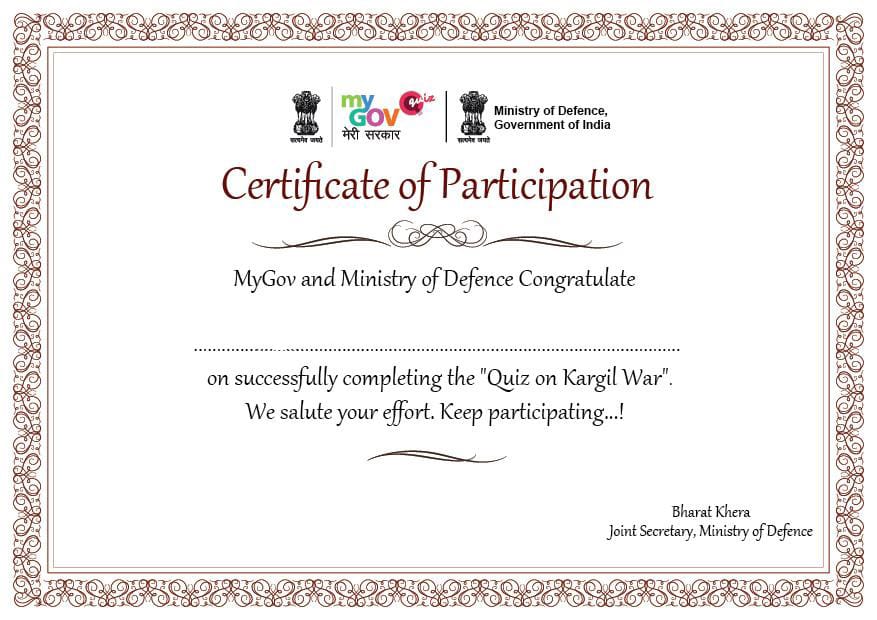 सत्यमेव जयते
my quiz
GOV
मेरी सरकार
सत्यमेव जयते
Ministry of Defence,
Government of India
Certificate of Participation
MyGov and Ministry of Defence Congratulate
................................................................................
on successfully completing the "Quiz on Kargil War".
We salute your effort. Keep participating...!
Bharat Khera
Joint Secretary, Ministry of Defence